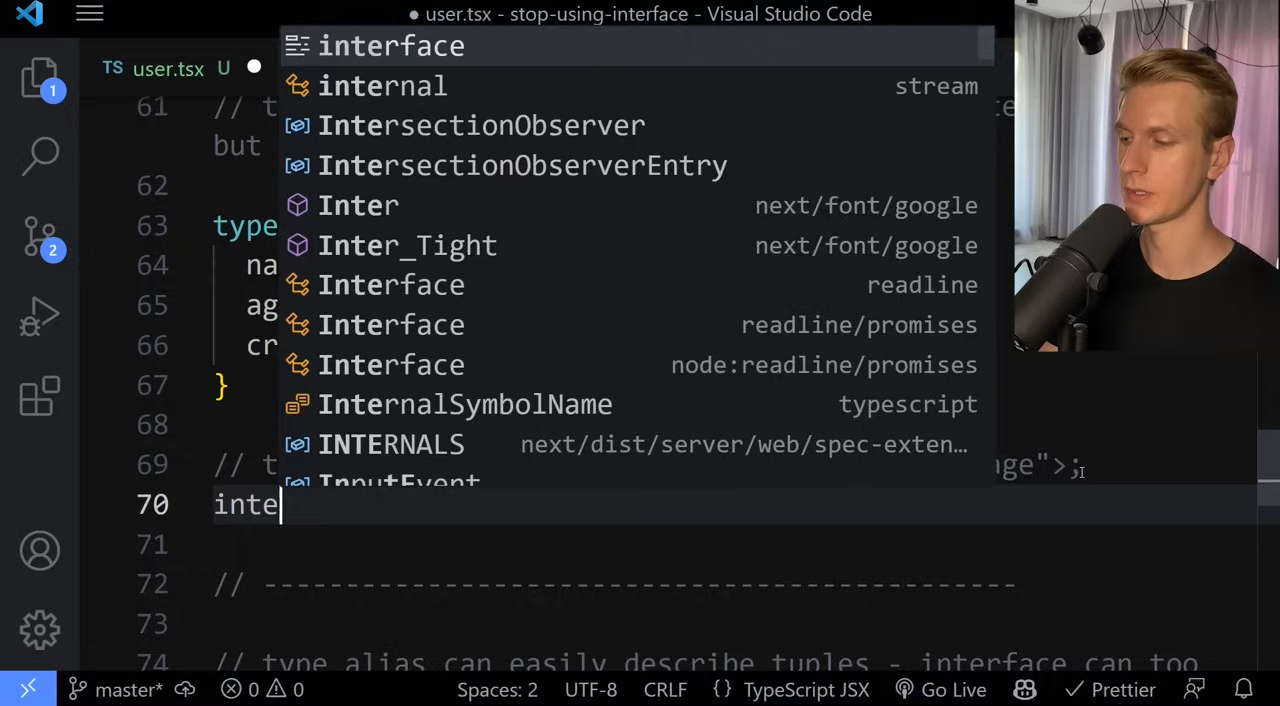 ● user.tsx - stop-using-interface - Visual Studio Code
TS user.tsx U
1
2
interface
internal stream
IntersectionObserver
IntersectionObserverEntry
Inter next/font/google
Inter_Tight next/font/google
Interface readline
Interface readline/promises
Interface node:readline/promises
InternalSymbolName typescript
INTERNALS next/dist/server/web/spec-exten…
InputEvent
61 // t
but
62
63 type
64 na
65 ag
66 cr
67 }
68
69 // t age">;
70 inte
71
72 // -----------------------------------------------
73
74 // type alias can easily describe tuples - interface can too
master* 0 0 Spaces: 2 UTF-8 CRLF {} TypeScript JSX Go Live Prettier